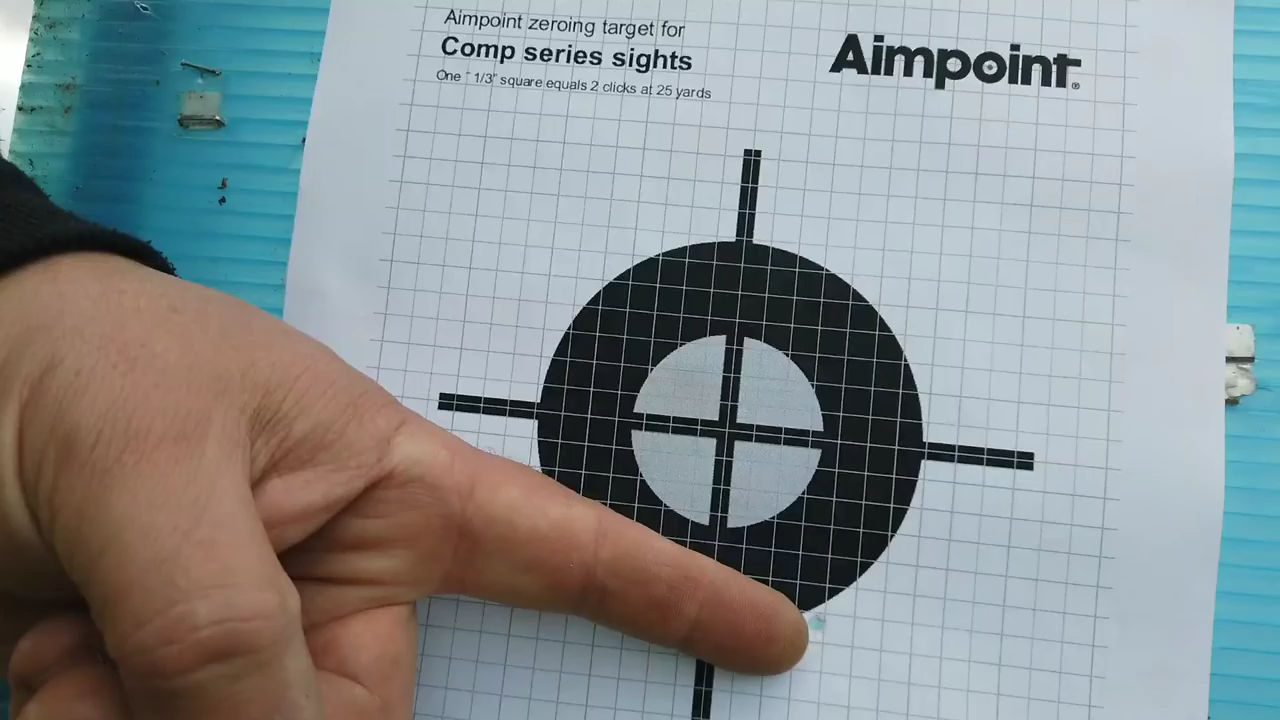 Aimpoint zeroing target for
Comp series sights
One " 1/3" square equals 2 clicks at 25 yards
Aimpoint®